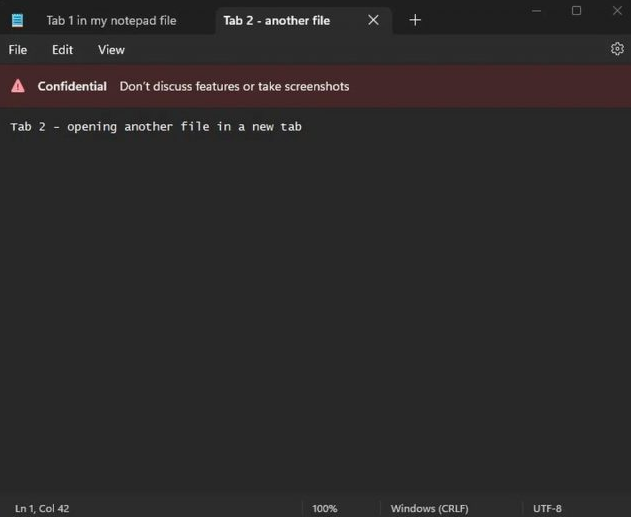 Tab 1 in my notepad file Tab 2 - another file
File Edit View
Confidential Don't discuss features or take screenshots
Tab 2 - opening another file in a new tab
Ln 1, Col 42 100% Windows (CRLF) UTF-8